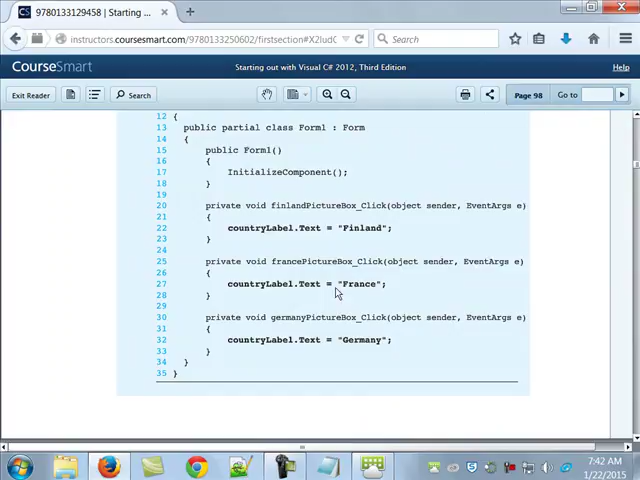 9780133129458 | Starting ...
instructors.coursesmart.com/9780133250602/firstsection#X2ludC
Search
CourseSmart
Starting out with Visual C# 2012, Third Edition
Help
Exit Reader
Search
Page 98
Go to
12 {
13 public partial class Form1 : Form
14 {
15 public Form1()
16 {
17 InitializeComponent();
18 }
19
20 private void finlandPictureBox_Click(object sender, EventArgs e)
21 {
22 countryLabel.Text = "Finland";
23 }
24
25 private void francePictureBox_Click(object sender, EventArgs e)
26 {
27 countryLabel.Text = "France";
28 }
29
30 private void germanyPictureBox_Click(object sender, EventArgs e)
31 {
32 countryLabel.Text = "Germany";
33 }
34 }
35 }
7:42 AM
1/22/2015